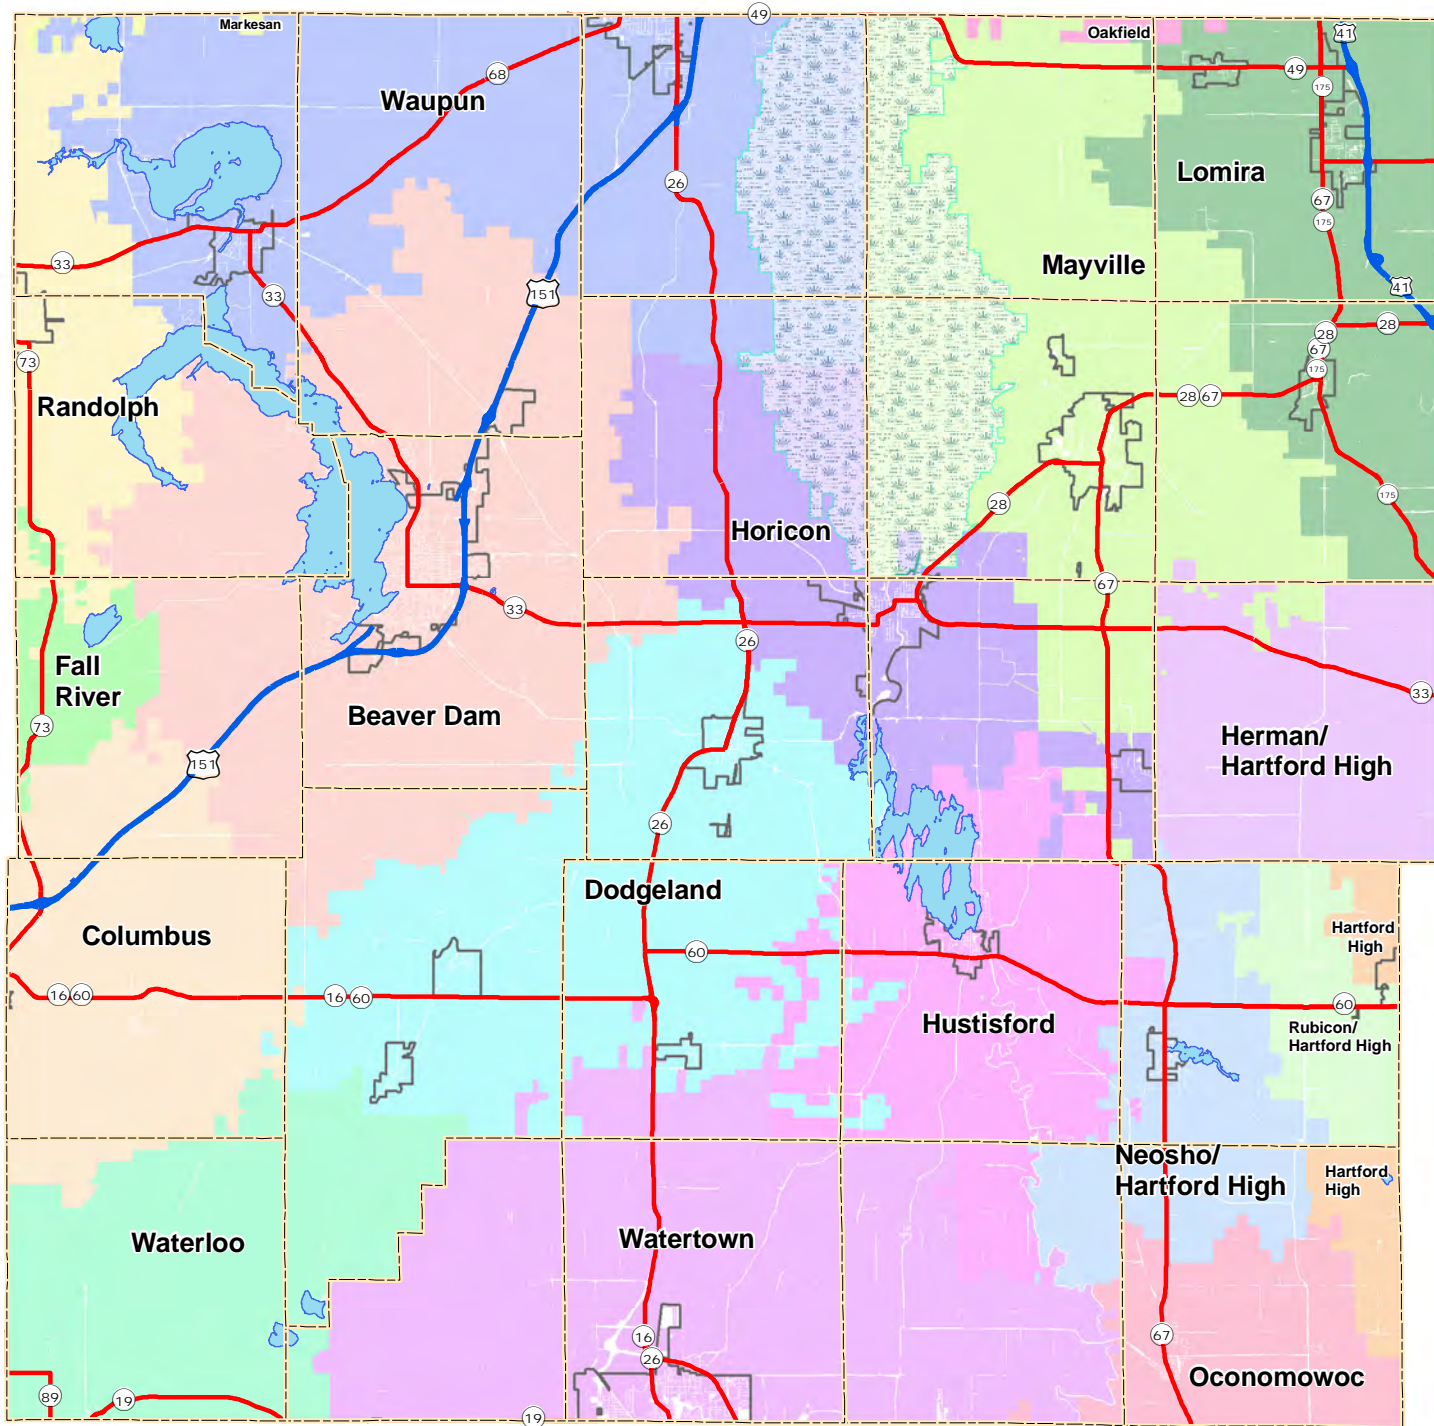 49
Markesan
Oakfield
41
68
49
Waupun
175
Lomira
26
67
175
33
Mayville
151
33
41
28
28
67
73
175
Randolph
28 67
175
28
Horicon
67
33
26
Fall
River
33
Beaver Dam
73
Herman/
Hartford High
151
26
Dodgeland
Columbus
Hartford
High
60
16 60
16 60
60
Hustisford
Rubicon/
Hartford High
Neosho/
Hartford High
Hartford
High
Waterloo
Watertown
16
67
26
Oconomowoc
89
19
19